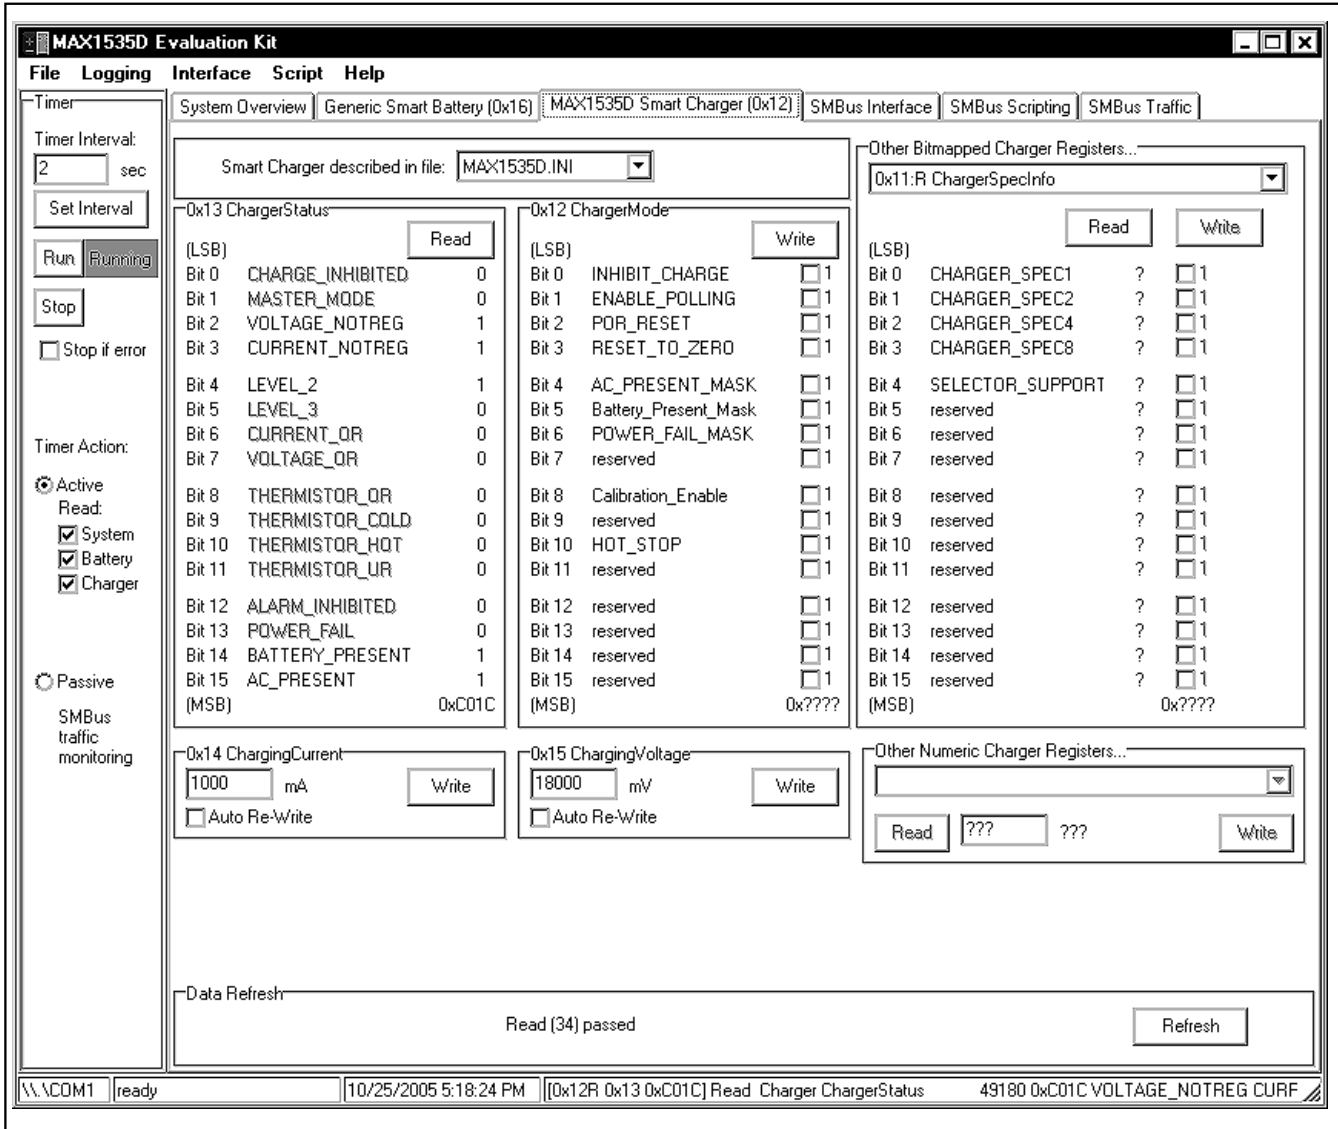 MAX1535D Evaluation Kit
File Logging Interface Script Help
Timer
Timer Interval:
2 sec
Set Interval
Run Running
Stop
Stop if error
Timer Action:
Active
Read:
System
Battery
Charger
Passive
SMBus
traffic
monitoring
System Overview Generic Smart Battery (0x16) MAX1535D Smart Charger (0x12) SMBus Interface SMBus Scripting SMBus Traffic
Smart Charger described in file: MAX1535D.INI
0x13 ChargerStatus
Read
(LSB)
Bit 0 CHARGE_INHIBITED 0
Bit 1 MASTER_MODE 0
Bit 2 VOLTAGE_NOTREG 1
Bit 3 CURRENT_NOTREG 1
Bit 4 LEVEL_2 1
Bit 5 LEVEL_3 0
Bit 6 CURRENT_OR 0
Bit 7 VOLTAGE_OR 0
Bit 8 THERMISTOR_OR 0
Bit 9 THERMISTOR_COLD 0
Bit 10 THERMISTOR_HOT 0
Bit 11 THERMISTOR_UR 0
Bit 12 ALARM_INHIBITED 0
Bit 13 POWER_FAIL 0
Bit 14 BATTERY_PRESENT 1
Bit 15 AC_PRESENT 1
(MSB) 0xC01C
0x12 ChargerMode
Write
(LSB)
Bit 0 INHIBIT_CHARGE 1
Bit 1 ENABLE_POLLING 1
Bit 2 POR_RESET 1
Bit 3 RESET_TO_ZERO 1
Bit 4 AC_PRESENT_MASK 1
Bit 5 Battery_Present_Mask 1
Bit 6 POWER_FAIL_MASK 1
Bit 7 reserved 1
Bit 8 Calibration_Enable 1
Bit 9 reserved 1
Bit 10 HOT_STOP 1
Bit 11 reserved 1
Bit 12 reserved 1
Bit 13 reserved 1
Bit 14 reserved 1
Bit 15 reserved 1
(MSB) 0x????
Other Bitmapped Charger Registers...
0x11:R ChargerSpecInfo
Read Write
(LSB)
Bit 0 CHARGER_SPEC1 ? 1
Bit 1 CHARGER_SPEC2 ? 1
Bit 2 CHARGER_SPEC4 ? 1
Bit 3 CHARGER_SPEC8 ? 1
Bit 4 SELECTOR_SUPPORT ? 1
Bit 5 reserved ? 1
Bit 6 reserved ? 1
Bit 7 reserved ? 1
Bit 8 reserved ? 1
Bit 9 reserved ? 1
Bit 10 reserved ? 1
Bit 11 reserved ? 1
Bit 12 reserved ? 1
Bit 13 reserved ? 1
Bit 14 reserved ? 1
Bit 15 reserved ? 1
(MSB) 0x????
0x14 ChargingCurrent
1000 mA Write
Auto Re-Write
0x15 ChargingVoltage
18000 mV Write
Auto Re-Write
Other Numeric Charger Registers...
Read ??? ??? Write
Data Refresh
Read (34) passed
Refresh
\\.\COM1 ready 10/25/2005 5:18:24 PM [0x12R 0x13 0xC01C] Read Charger ChargerStatus 49180 0xC01C VOLTAGE_NOTREG CURF